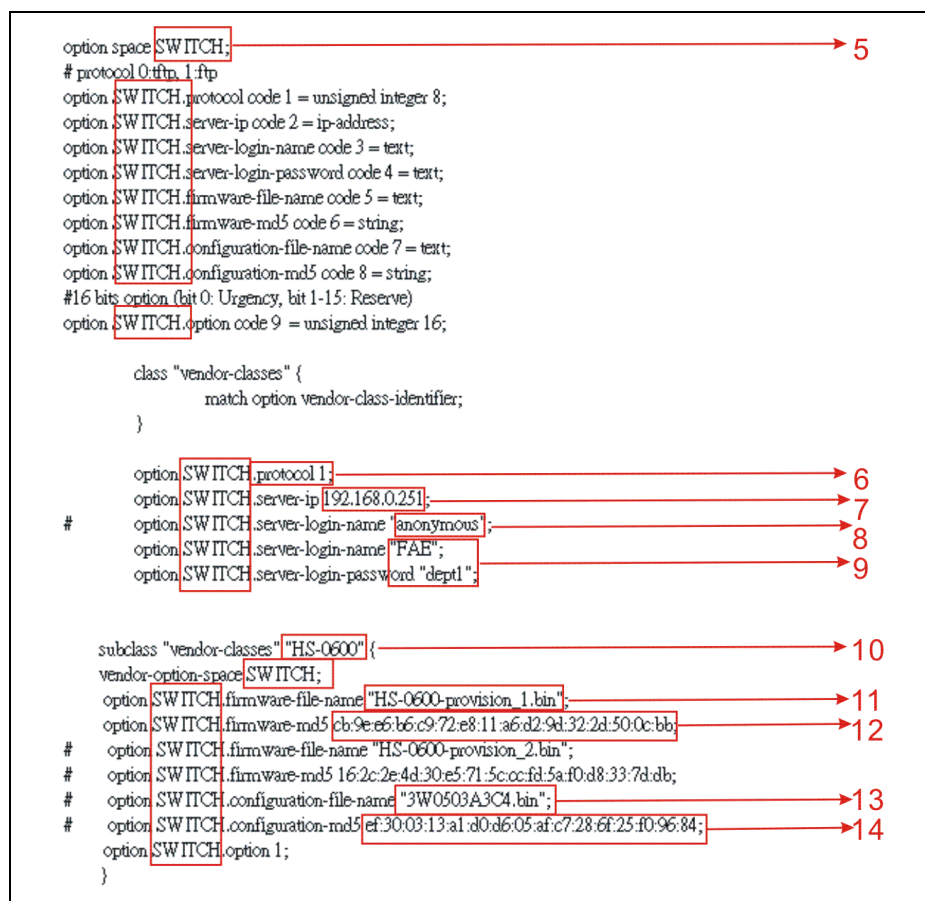 option space SWITCH; 5
# protocol 0:tftp, 1:ftp
option SWITCH.protocol code 1 = unsigned integer 8;
option SWITCH.server-ip code 2 = ip-address;
option SWITCH.server-login-name code 3 = text;
option SWITCH.server-login-password code 4 = text;
option SWITCH.firmware-file-name code 5 = text;
option SWITCH.firmware-md5 code 6 = string;
option SWITCH.configuration-file-name code 7 = text;
option SWITCH.configuration-md5 code 8 = string;
#16 bits option (bit 0: Urgency, bit 1-15: Reserve)
option SWITCH.option code 9 = unsigned integer 16;
class "vendor-classes" {
match option vendor-class-identifier;
}
option SWITCH.protocol 1; 6
option SWITCH.server-ip 192.168.0.251; 7
# option SWITCH.server-login-name "anonymous"; 8
option SWITCH.server-login-name "FAE";
option SWITCH.server-login-password "dept1"; 9
subclass "vendor-classes" "HS-0600" { 10
vendor-option-space SWITCH;
option SWITCH.firmware-file-name "HS-0600-provision_1.bin"; 11
option SWITCH.firmware-md5 cb:9e:e6:b6:c9:72:e8:11:a6:d2:9d:32:2d:50:0c:bb; 12
# option SWITCH.firmware-file-name "HS-0600-provision_2.bin";
# option SWITCH.firmware-md5 16:2c:2e:4d:30:e5:71:5c:cc:fd:5a:f0:d8:33:7d:db;
# option SWITCH.configuration-file-name "3W0503A3C4.bin"; 13
# option SWITCH.configuration-md5 ef:30:03:13:a1:d0:d6:05:af:c7:28:6f:25:f0:96:84; 14
option SWITCH.option 1;
}